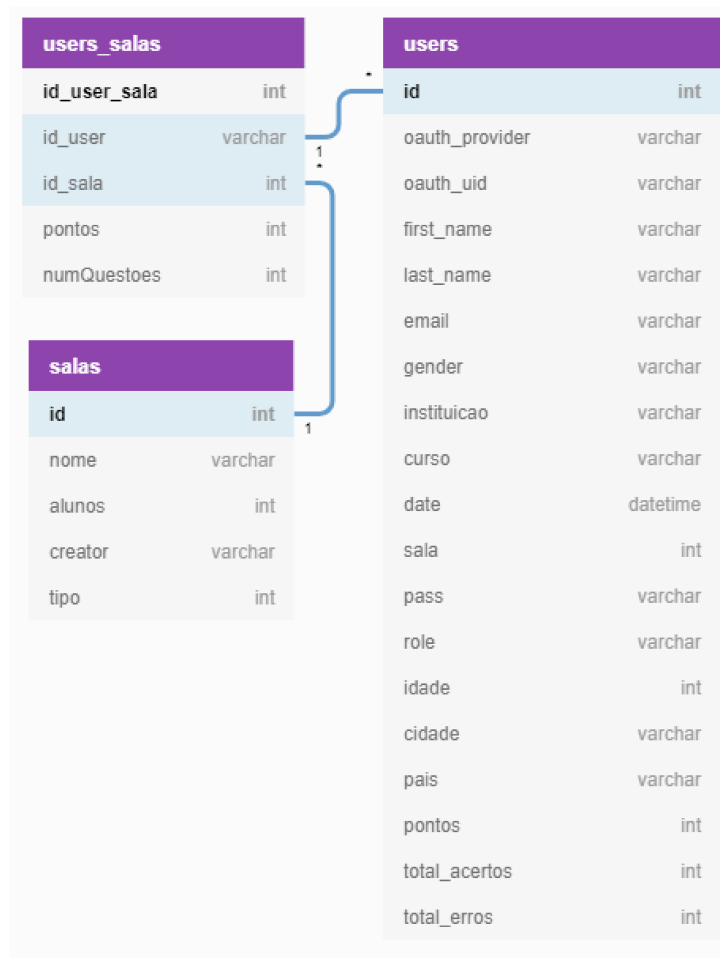 users_salas
id_user_sala int
id_user varchar
id_sala int
pontos int
numQuestoes int
1
*
salas
id int
nome varchar
alunos int
creator varchar
tipo int
1
*
users
id int
oauth_provider varchar
oauth_uid varchar
first_name varchar
last_name varchar
email varchar
gender varchar
instituicao varchar
curso varchar
date datetime
sala int
pass varchar
role varchar
idade int
cidade varchar
pais varchar
pontos int
total_acertos int
total_erros int